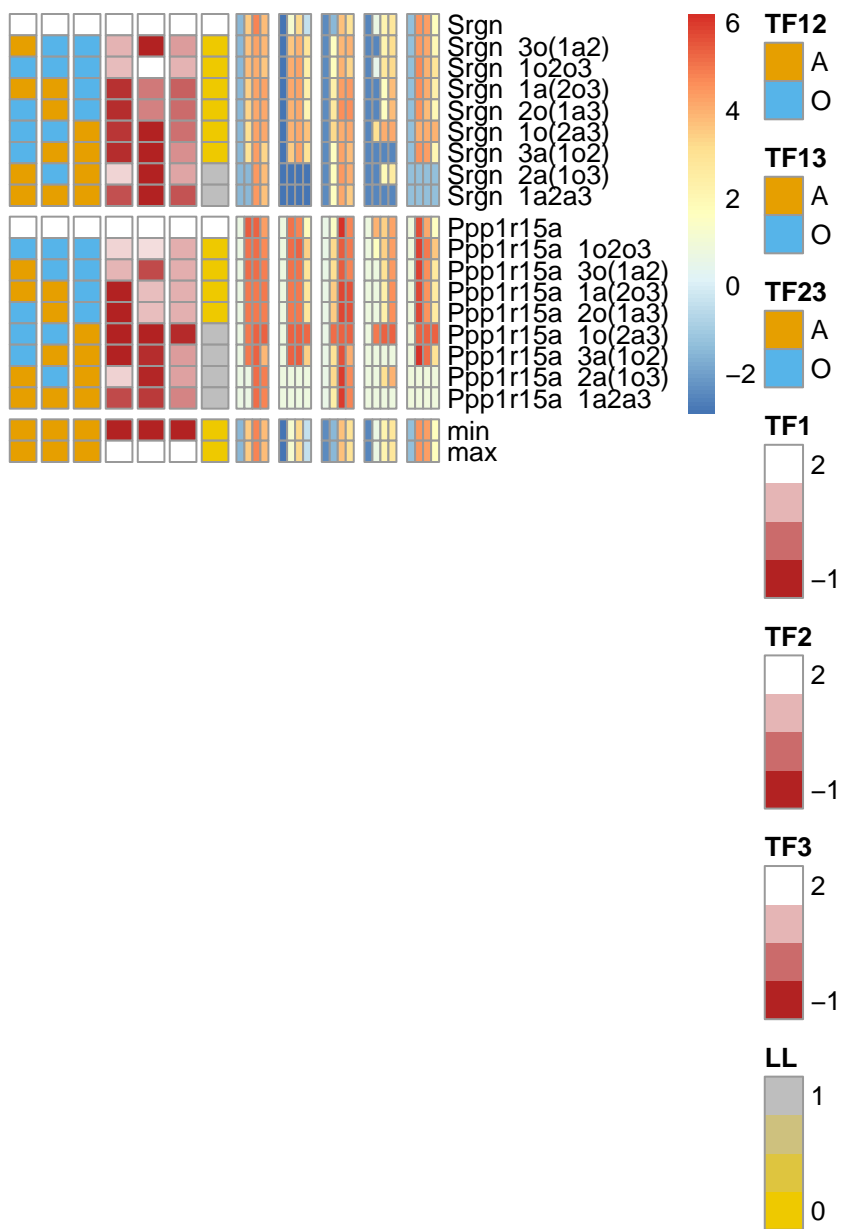 Srgn
Srgn 3o(1a2)
Srgn 1o2o3
Srgn 1a(2o3)
Srgn 2o(1a3)
Srgn 1o(2a3)
Srgn 3a(1o2)
Srgn 2a(1o3)
Srgn 1a2a3
Ppp1r15a
Ppp1r15a 1o2o3
Ppp1r15a 3o(1a2)
Ppp1r15a 1a(2o3)
Ppp1r15a 2o(1a3)
Ppp1r15a 1o(2a3)
Ppp1r15a 3a(1o2)
Ppp1r15a 2a(1o3)
Ppp1r15a 1a2a3
min
max
6
4
2
0
−2
TF12
A
O
TF13
A
O
TF23
A
O
TF1
2
−1
TF2
2
−1
TF3
2
−1
LL
1
0